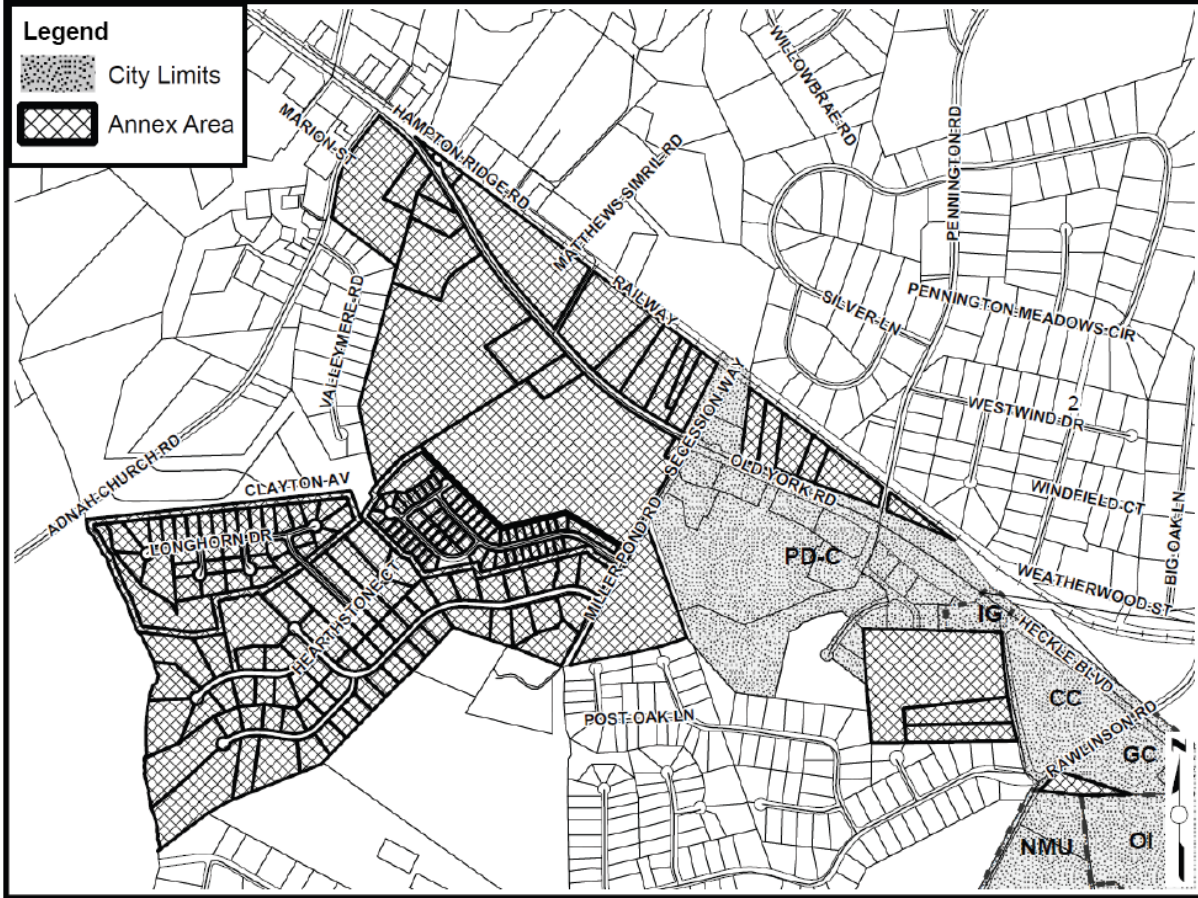 Legend
City Limits
Annex Area
MARION-ST
HAMPTON-RIDGE-RD
WILLOWBRAE-RD
MATTHEWS-SIMRIL-RD
PENNINGTON-RD
VALLEYMERE-RD
RAILWAY
SILVER-LN
PENNINGTON-MEADOWS-CIR
SECESSION-WAY
2
WESTWIND-DR
ADNAH-CHURCH-RD
CLAYTON-AV
OLD-YORK-RD
WINDFIELD-CT
BIG-OAK-LN
LONGHORN-DR
PD-C
MILLER-POND-RD
WEATHERWOOD-ST
HEARTHSTONE-CT
IG
HECKLE-BLVD
CC
POST-OAK-LN
RAWLINSON-RD
GC
NMU
OI